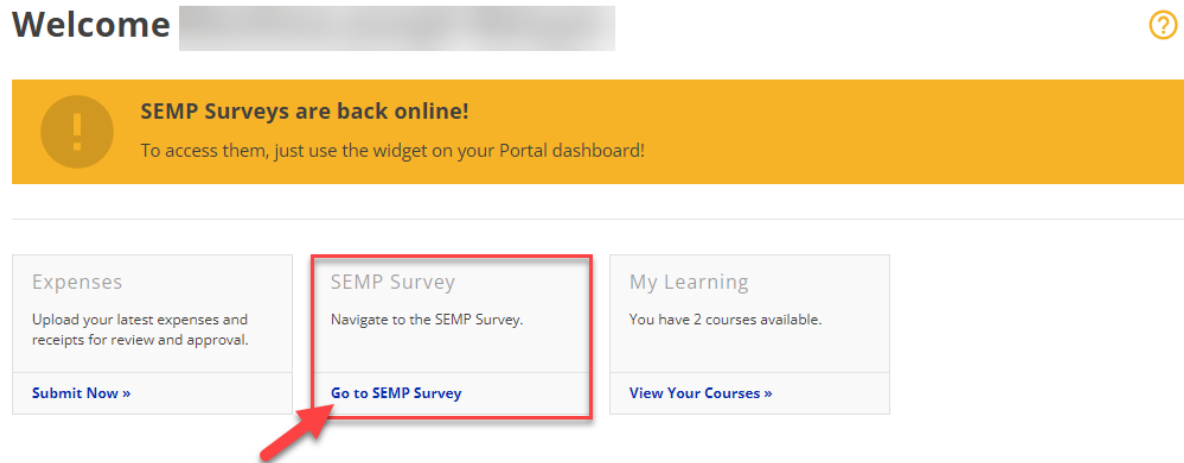 Welcome
?
!
SEMP Surveys are back online!
To access them, just use the widget on your Portal dashboard!
Expenses
Upload your latest expenses and
receipts for review and approval.
Submit Now »
SEMP Survey
Navigate to the SEMP Survey.
Go to SEMP Survey
My Learning
You have 2 courses available.
View Your Courses »